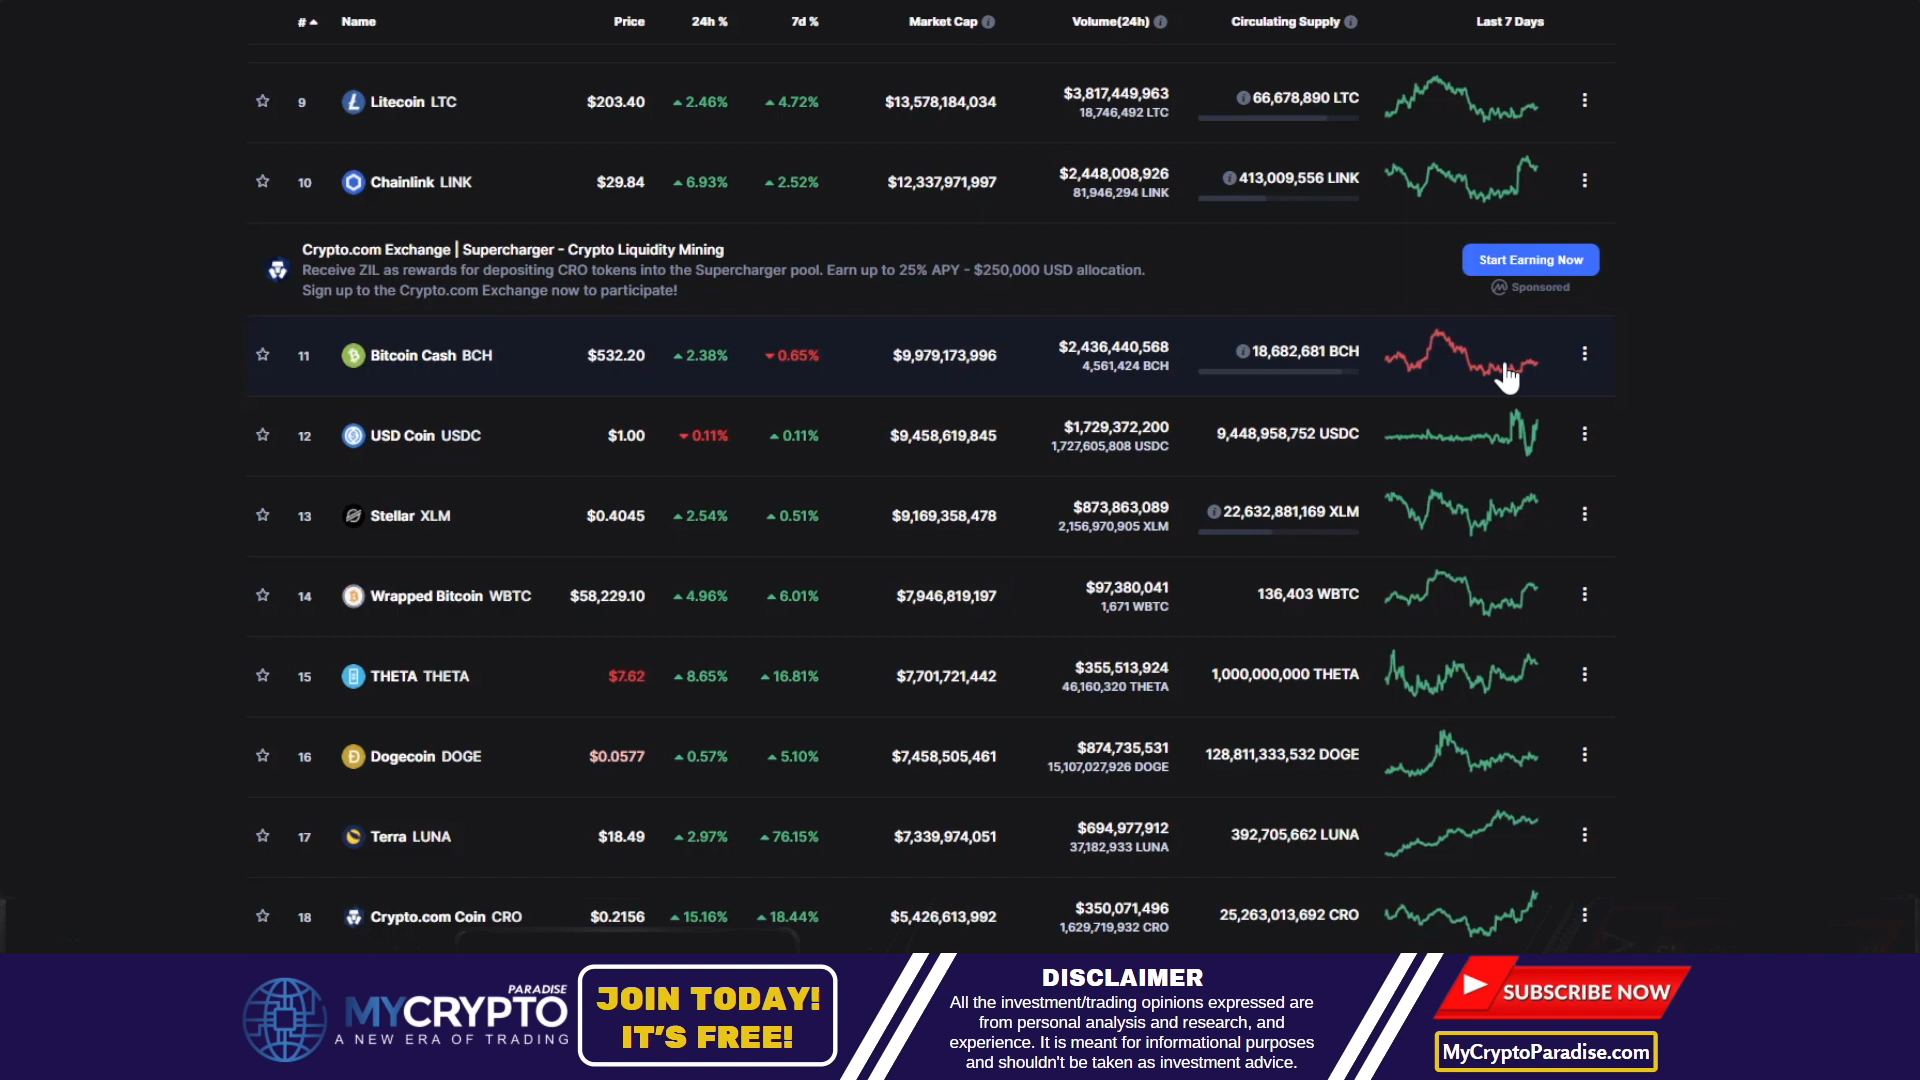 # Name Price 24h % 7d % Market Cap Volume(24h) Circulating Supply Last 7 Days
9 Litecoin LTC $203.40 2.46% 4.72% $13,578,184,034 $3,817,449,963 66,678,890 LTC
18,746,492 LTC
10 Chainlink LINK $29.84 6.93% 2.52% $12,337,971,997 $2,448,008,926 413,009,556 LINK
81,946,294 LINK
Crypto.com Exchange | Supercharger - Crypto Liquidity Mining
Receive ZIL as rewards for depositing CRO tokens into the Supercharger pool. Earn up to 25% APY - $250,000 USD allocation.
Sign up to the Crypto.com Exchange now to participate!
Start Earning Now
Sponsored
11 Bitcoin Cash BCH $532.20 2.38% 0.65% $9,979,173,996 $2,436,440,568 18,682,681 BCH
4,561,424 BCH
12 USD Coin USDC $1.00 0.11% 0.11% $9,458,619,845 $1,729,372,200 9,448,958,752 USDC
1,727,605,808 USDC
13 Stellar XLM $0.4045 2.54% 0.51% $9,169,358,478 $873,863,089 22,632,881,169 XLM
2,156,970,905 XLM
14 Wrapped Bitcoin WBTC $58,229.10 4.96% 6.01% $7,946,819,197 $97,380,041 136,403 WBTC
1,671 WBTC
15 THETA THETA $7.62 8.65% 16.81% $7,701,721,442 $355,513,924 1,000,000,000 THETA
46,160,320 THETA
16 Dogecoin DOGE $0.0577 0.57% 5.10% $7,458,505,461 $874,735,531 128,811,333,532 DOGE
15,107,027,926 DOGE
17 Terra LUNA $18.49 2.97% 76.15% $7,339,974,051 $694,977,912 392,705,662 LUNA
37,182,933 LUNA
18 Crypto.com Coin CRO $0.2156 15.16% 18.44% $5,426,613,992 $350,071,496 25,263,013,692 CRO
1,629,719,932 CRO
PARADISE
MYCRYPTO
A NEW ERA OF TRADING
JOIN TODAY!
IT'S FREE!
DISCLAIMER
All the investment/trading opinions expressed are
from personal analysis and research, and
experience. It is meant for informational purposes
and shouldn't be taken as investment advice.
SUBSCRIBE NOW
MyCryptoParadise.com